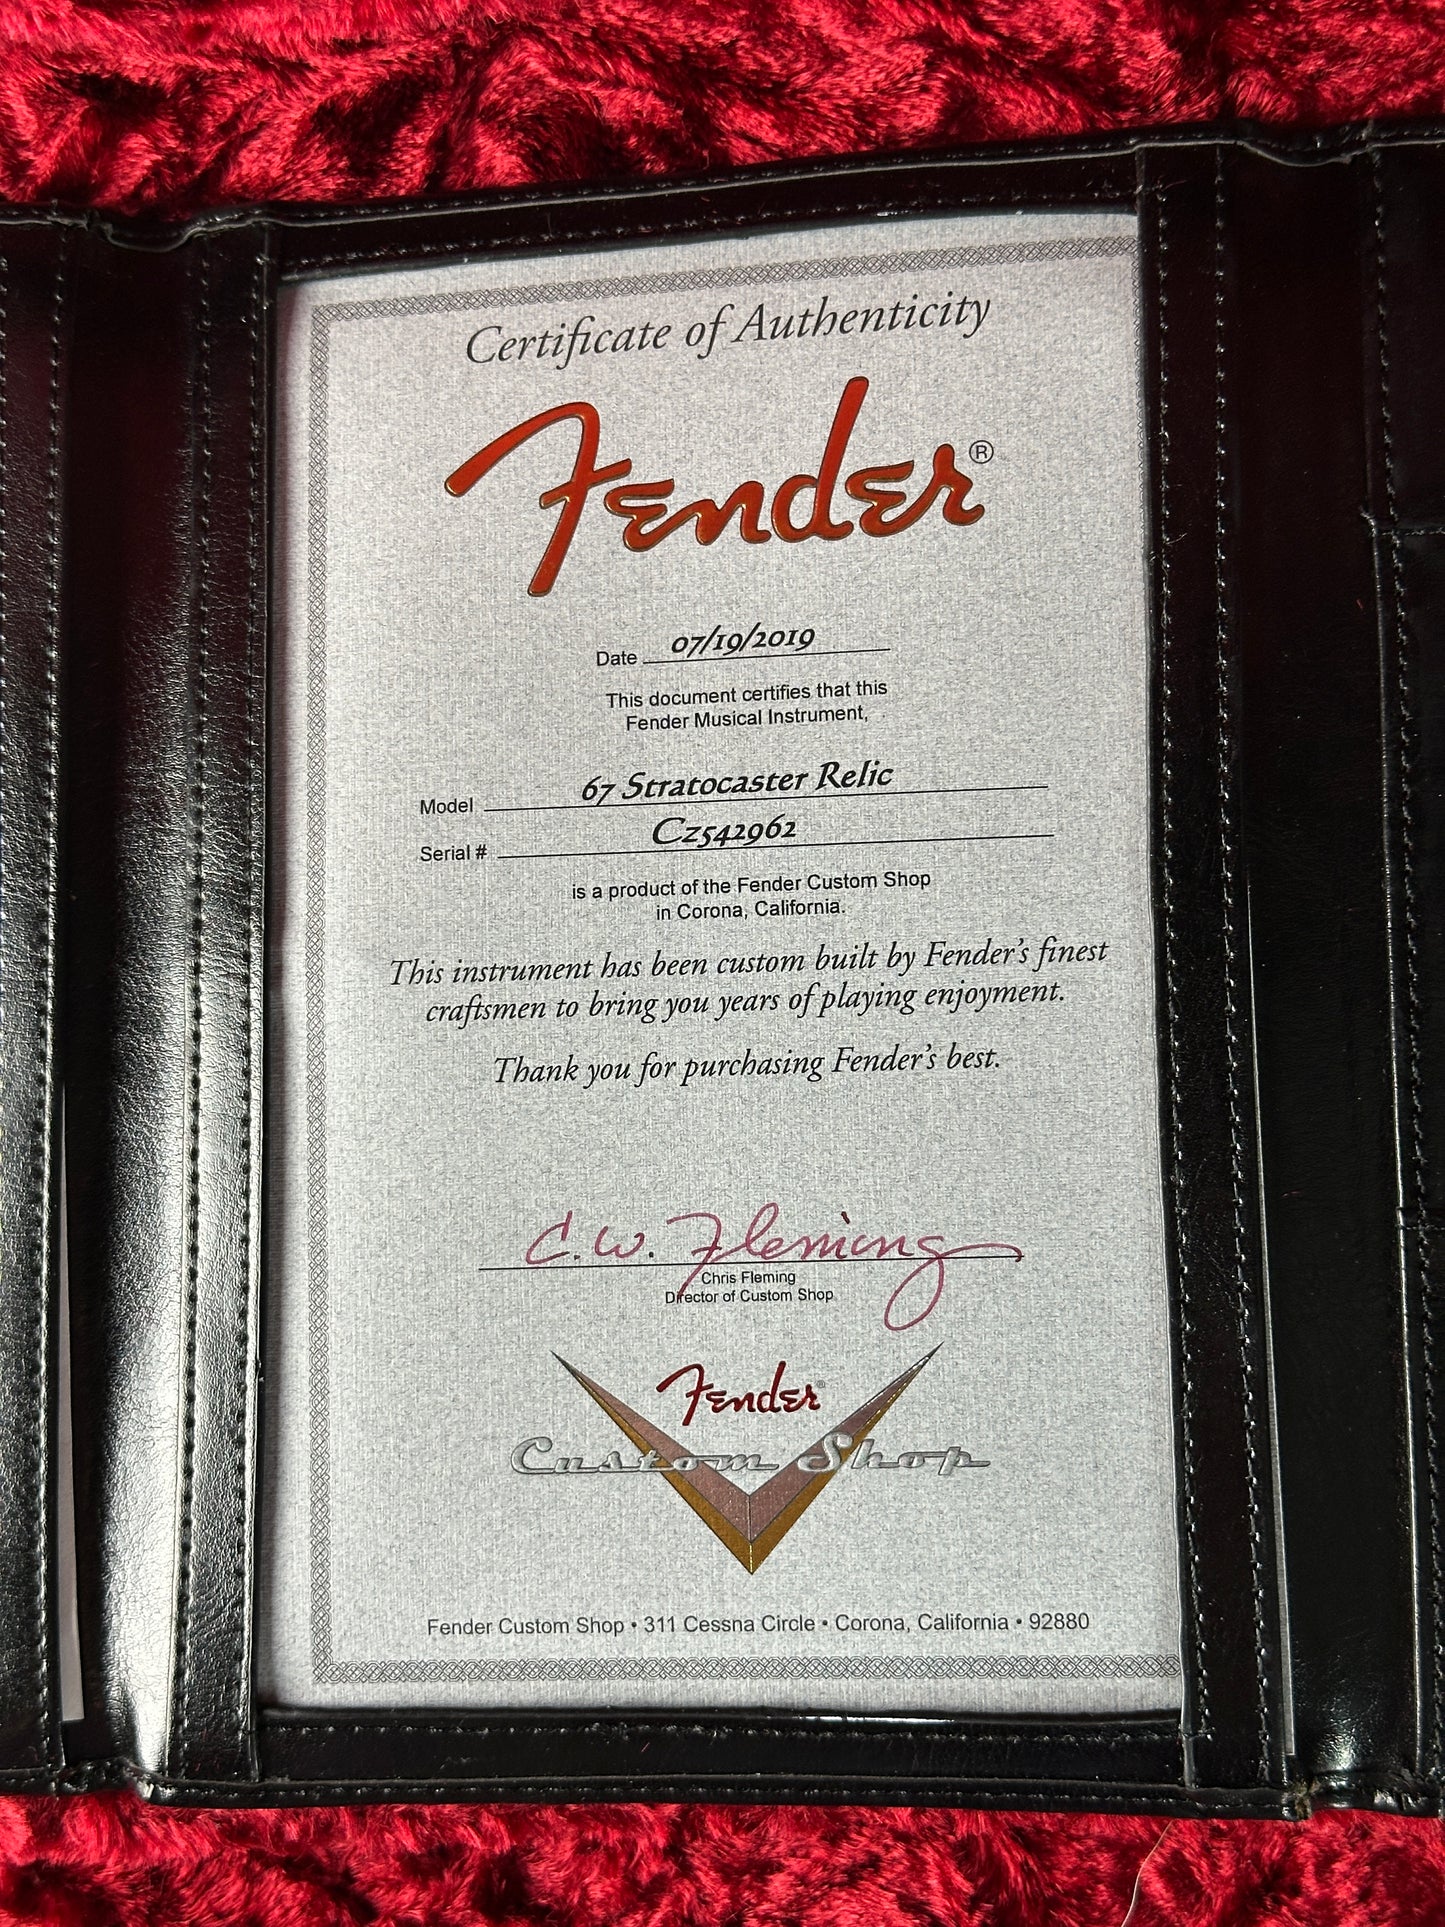 Certificate of Authenticity
Fender®
Date 07/19/2019
This document certifies that this
Fender Musical Instrument,
Model 67 Stratocaster Relic
Serial # Cz542962
is a product of the Fender Custom Shop
in Corona, California.
This instrument has been custom built by Fender's finest
craftsmen to bring you years of playing enjoyment.
Thank you for purchasing Fender's best.
C. W. Fleming
Chris Fleming
Director of Custom Shop
Fender®
Custom Shop
Fender Custom Shop • 311 Cessna Circle • Corona, California • 92880